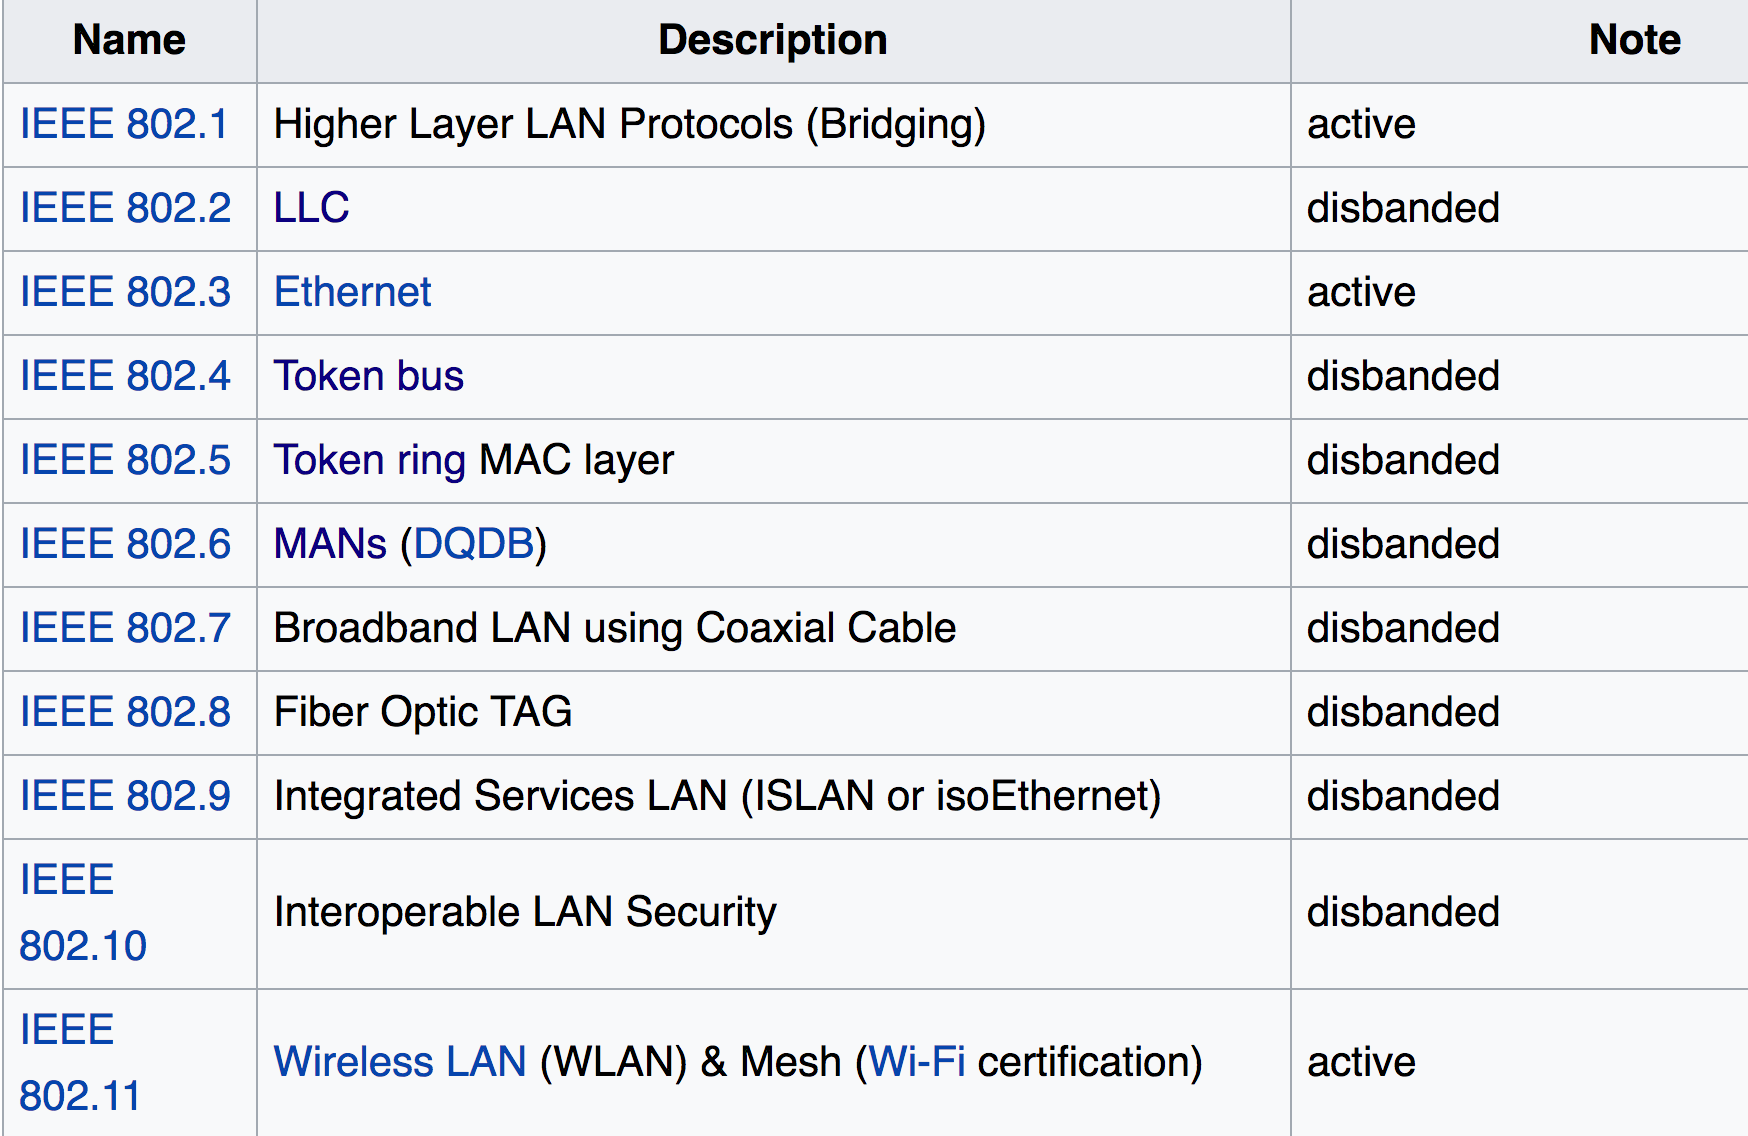 Name Description Note
IEEE 802.1 Higher Layer LAN Protocols (Bridging) active
IEEE 802.2 LLC disbanded
IEEE 802.3 Ethernet active
IEEE 802.4 Token bus disbanded
IEEE 802.5 Token ring MAC layer disbanded
IEEE 802.6 MANs (DQDB) disbanded
IEEE 802.7 Broadband LAN using Coaxial Cable disbanded
IEEE 802.8 Fiber Optic TAG disbanded
IEEE 802.9 Integrated Services LAN (ISLAN or isoEthernet) disbanded
IEEE
802.10
Interoperable LAN Security disbanded
IEEE
802.11
Wireless LAN (WLAN) & Mesh (Wi-Fi certification) active